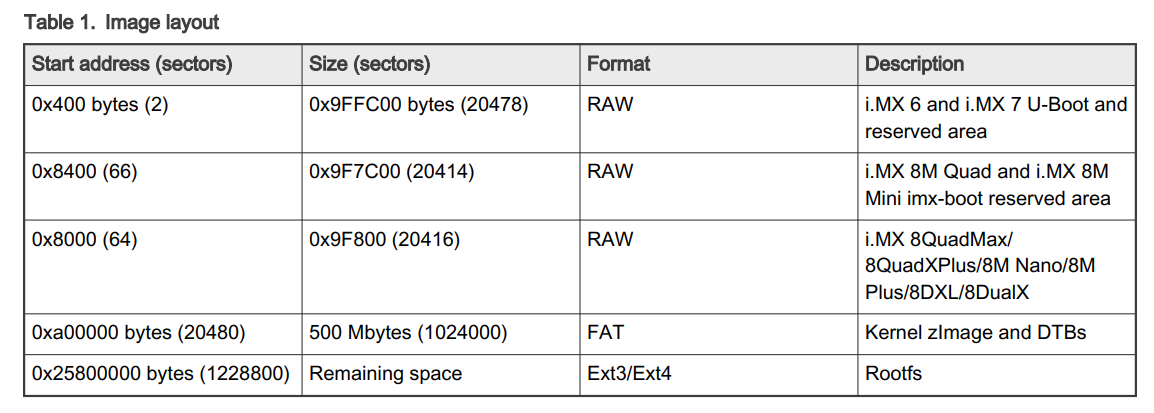 Table 1. Image layout
Start address (sectors) Size (sectors) Format Description
0x400 bytes (2) 0x9FFC00 bytes (20478) RAW i.MX 6 and i.MX 7 U-Boot and
reserved area
0x8400 (66) 0x9F7C00 (20414) RAW i.MX 8M Quad and i.MX 8M
Mini imx-boot reserved area
0x8000 (64) 0x9F800 (20416) RAW i.MX 8QuadMax/
8QuadXPlus/8M Nano/8M
Plus/8DXL/8DualX
0xa00000 bytes (20480) 500 Mbytes (1024000) FAT Kernel zImage and DTBs
0x25800000 bytes (1228800) Remaining space Ext3/Ext4 Rootfs